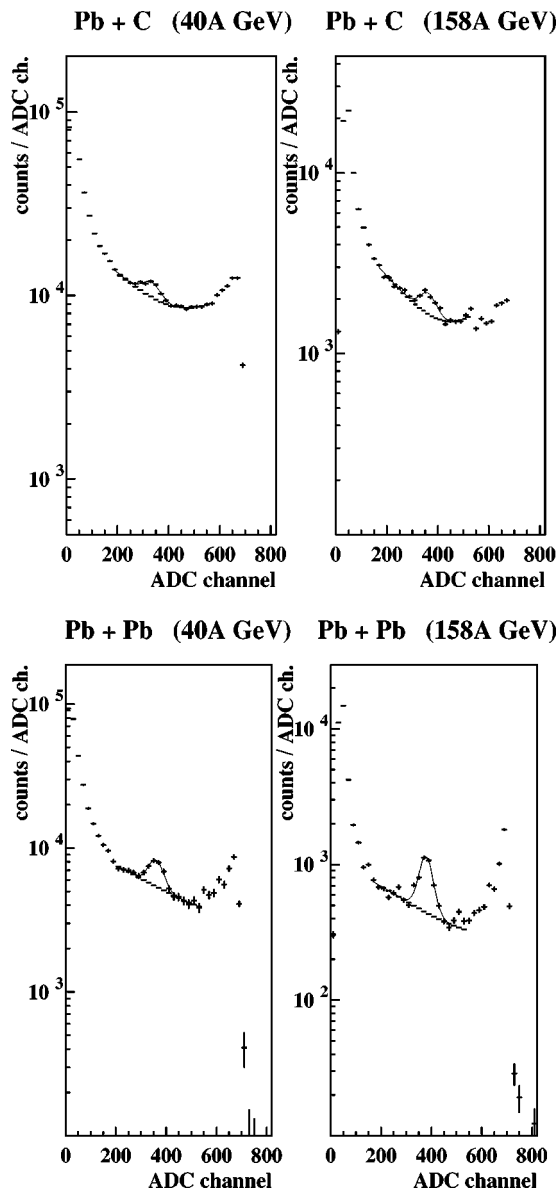 Pb + C (40A GeV) Pb + C (158A GeV)
counts / ADC ch.
10^5
10^4
10^3
0 200 400 600 800
ADC channel
counts / ADC ch.
10^4
10^3
0 200 400 600 800
ADC channel
Pb + Pb (40A GeV) Pb + Pb (158A GeV)
counts / ADC ch.
10^5
10^4
10^3
0 200 400 600 800
ADC channel
counts / ADC ch.
10^4
10^3
10^2
0 200 400 600 800
ADC channel